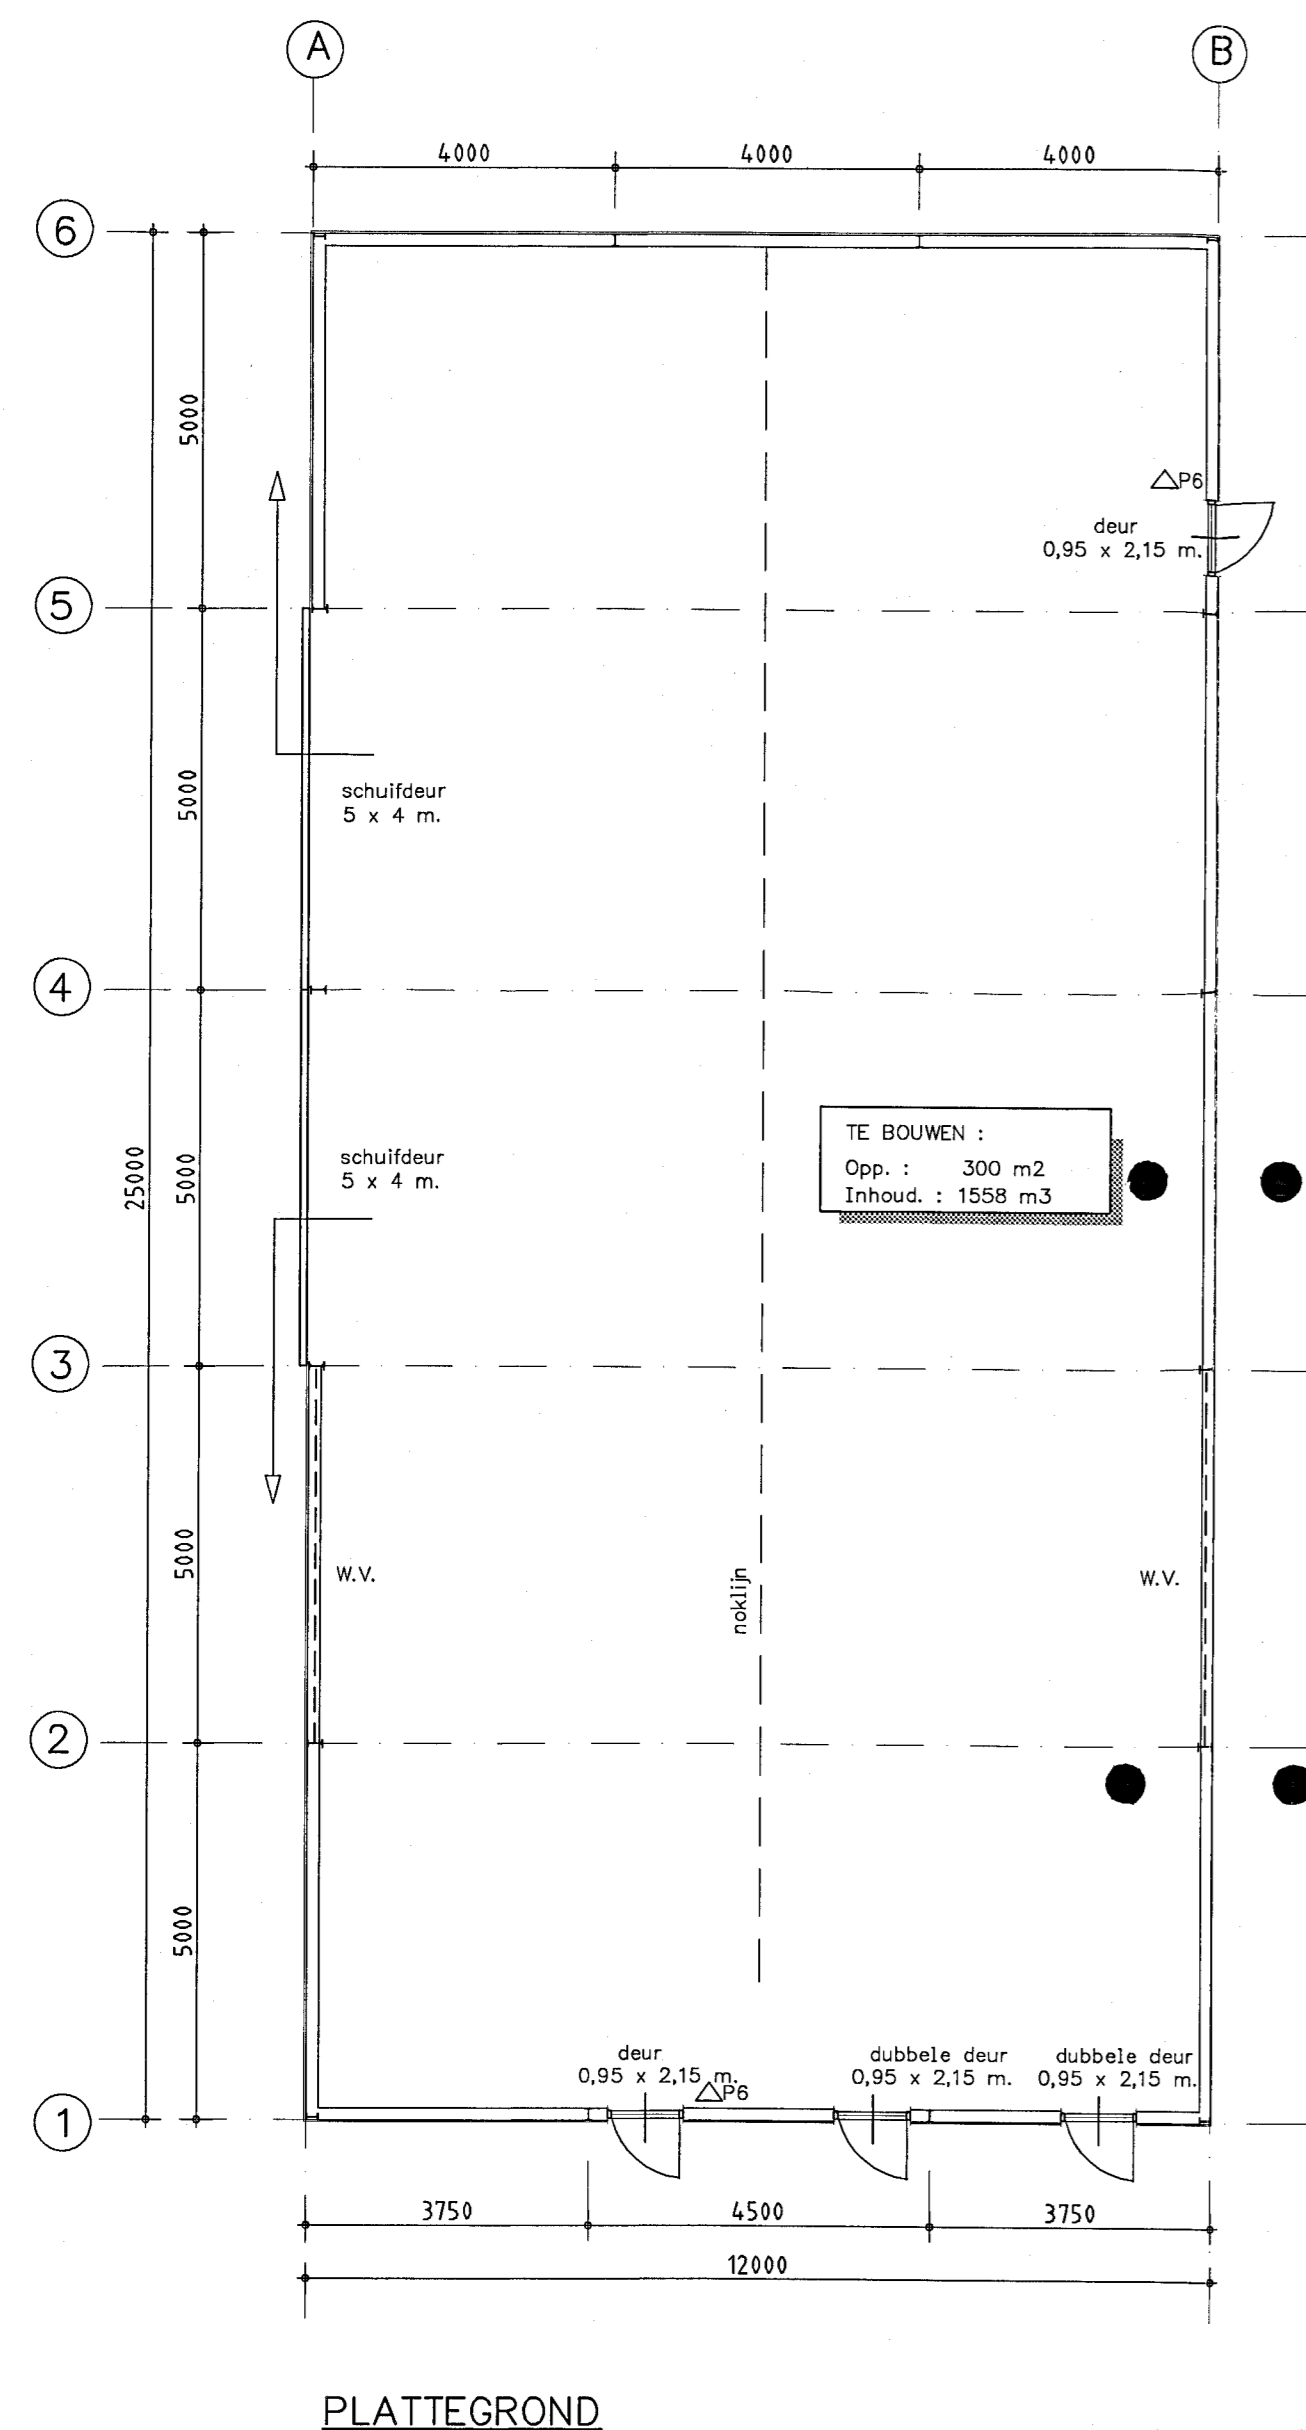 A
B
4000
4000
4000
6
5000
△P6
deur
0,95 x 2,15 m.
5
5000
schuifdeur
5 x 4 m.
4
TE BOUWEN :
Opp. : 300 m2
Inhoud. : 1558 m3
schuifdeur
5 x 4 m.
25000
5000
3
5000
W.V.
noklijn
W.V.
2
5000
deur
0,95 x 2,15 m.
△P6
dubbele deur
0,95 x 2,15 m.
dubbele deur
0,95 x 2,15 m.
1
3750
4500
3750
12000
PLATTEGROND